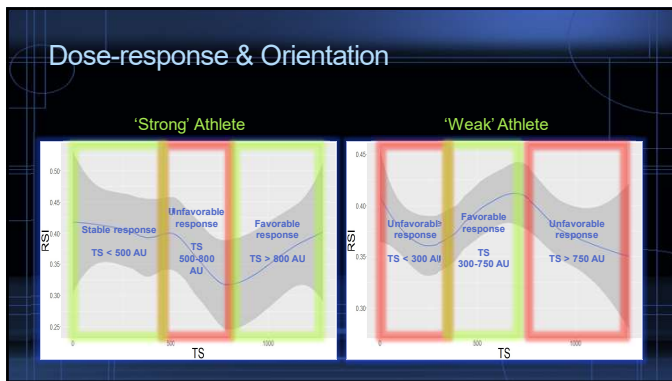 Dose-response & Orientation
'Strong' Athlete
RSI
0.50
0.45
0.40
0.35
0.30
0.25
Stable response
TS < 500 AU
Unfavorable
response
TS
500-800
AU
Favorable
response
TS > 800 AU
0
500
1000
TS
'Weak' Athlete
RSI
0.45
0.40
0.35
0.30
Unfavorable
response
TS < 300 AU
Favorable
response
TS
300-750 AU
Unfavorable
response
TS > 750 AU
0
500
1000
TS